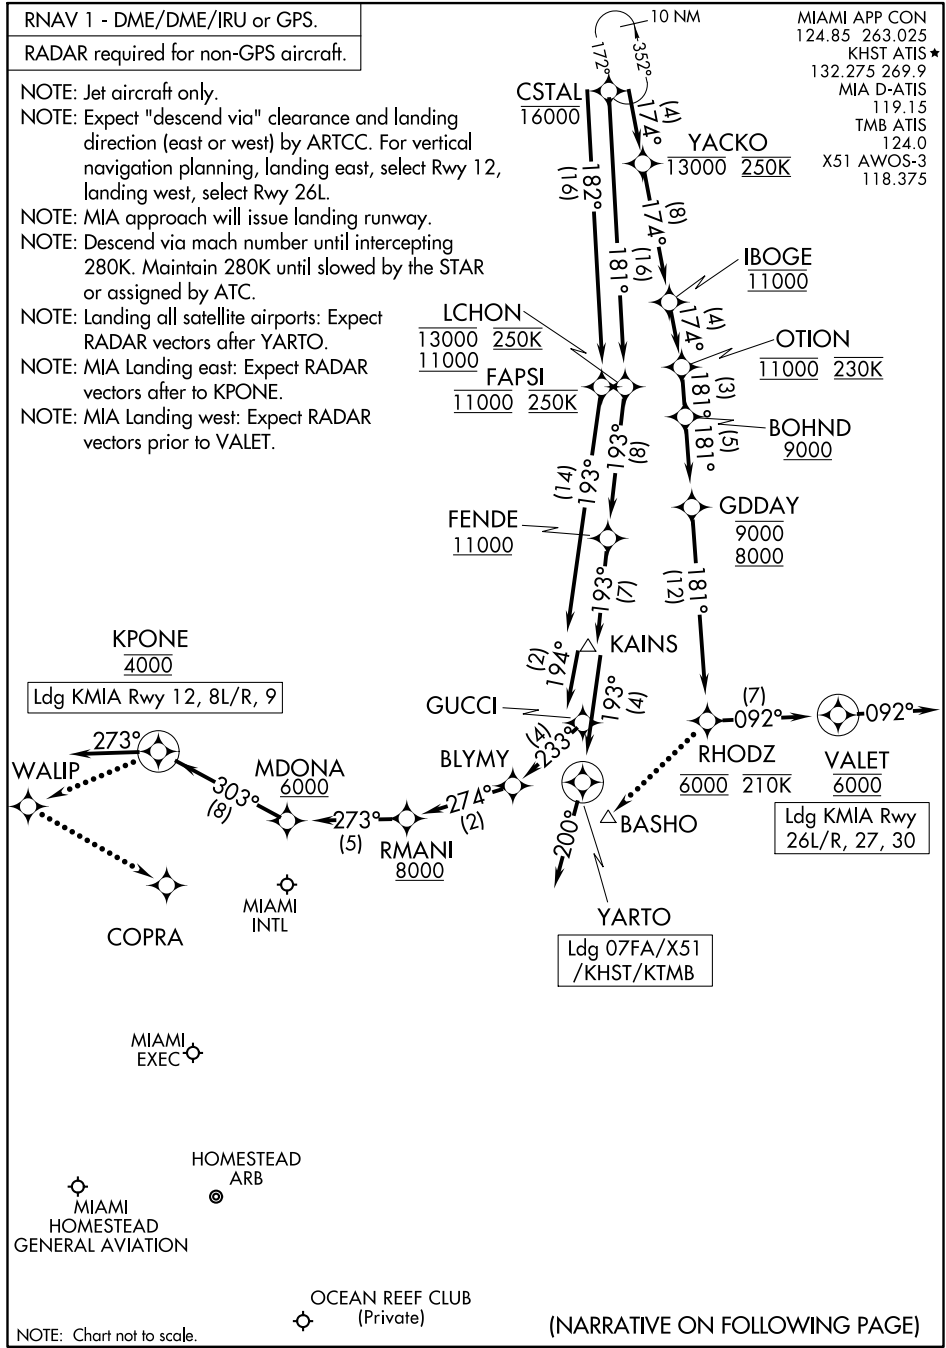 RNAV 1 - DME/DME/IRU or GPS.
RADAR required for non-GPS aircraft.
NOTE: Jet aircraft only.
NOTE: Expect "descend via" clearance and landing
direction (east or west) by ARTCC. For vertical
navigation planning, landing east, select Rwy 12,
landing west, select Rwy 26L.
NOTE: MIA approach will issue landing runway.
NOTE: Descend via mach number until intercepting
280K. Maintain 280K until slowed by the STAR
or assigned by ATC.
NOTE: Landing all satellite airports: Expect
RADAR vectors after YARTO.
NOTE: MIA Landing east: Expect RADAR
vectors after to KPONE.
NOTE: MIA Landing west: Expect RADAR
vectors prior to VALET.
MIAMI APP CON
124.85 263.025
KHST ATIS ★
132.275 269.9
MIA D-ATIS
119.15
TMB ATIS
124.0
X51 AWOS-3
118.375
10 NM
172°
352°
CSTAL
16000
(4)
174°
YACKO
13000 250K
182°
(16)
181°
(16)
(8)
174°
IBOGE
11000
(4)
174°
OTION
11000 230K
LCHON
13000 250K
11000
FAPSI
11000 250K
181°
(3)
BOHND
9000
181°
(5)
GDDAY
9000
8000
193°
(14)
193°
(8)
FENDE
11000
193°
(7)
181°
(12)
KAINS
(2)
194°
193°
(4)
GUCCI
KPONE
4000
Ldg KMIA Rwy 12, 8L/R, 9
273°
WALIP
303°
(8)
MDONA
6000
273°
(5)
RMANI
8000
BLYMY
274°
(2)
(4)
233°
(7)
092°
RHODZ
6000 210K
092°
VALET
6000
Ldg KMIA Rwy
26L/R, 27, 30
BASHO
200°
YARTO
Ldg 07FA/X51
/KHST/KTMB
COPRA
MIAMI
INTL
MIAMI
EXEC
HOMESTEAD
ARB
MIAMI
HOMESTEAD
GENERAL AVIATION
OCEAN REEF CLUB
(Private)
NOTE: Chart not to scale.
(NARRATIVE ON FOLLOWING PAGE)